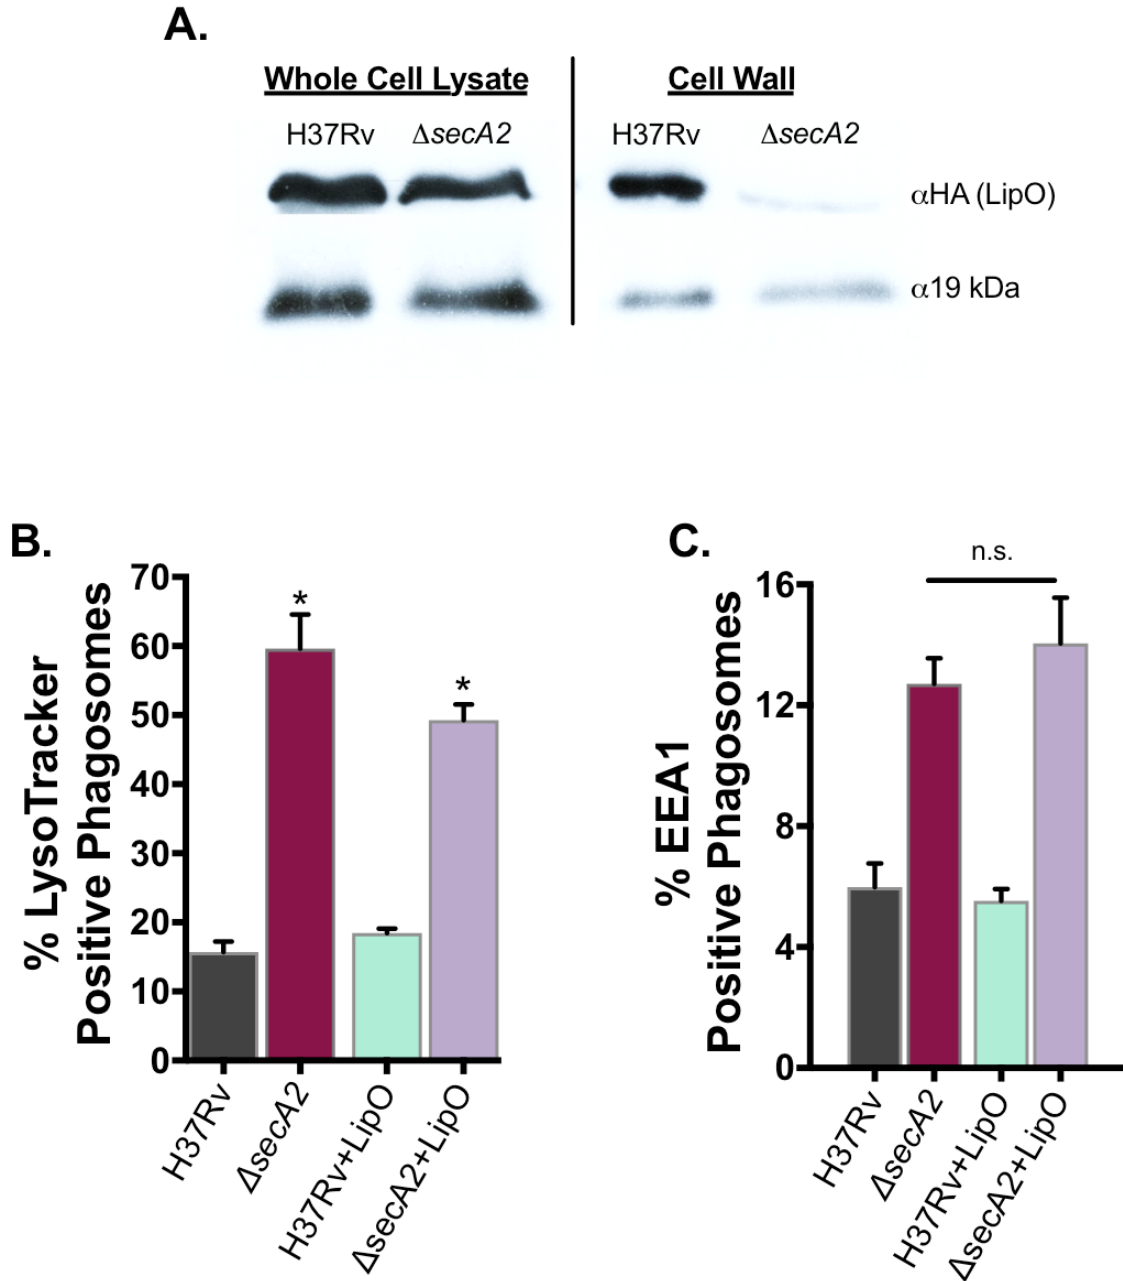 A.
Whole Cell Lysate
Cell Wall
H37Rv
ΔsecA2
H37Rv
ΔsecA2
αHA (LipO)
α19 kDa
B.
% LysoTracker
Positive Phagosomes
70
60
50
40
30
20
10
0
*
*
H37Rv
ΔsecA2
H37Rv+LipO
ΔsecA2+LipO
C.
% EEA1
Positive Phagosomes
n.s.
16
12
8
4
0
H37Rv
ΔsecA2
H37Rv+LipO
ΔsecA2+LipO